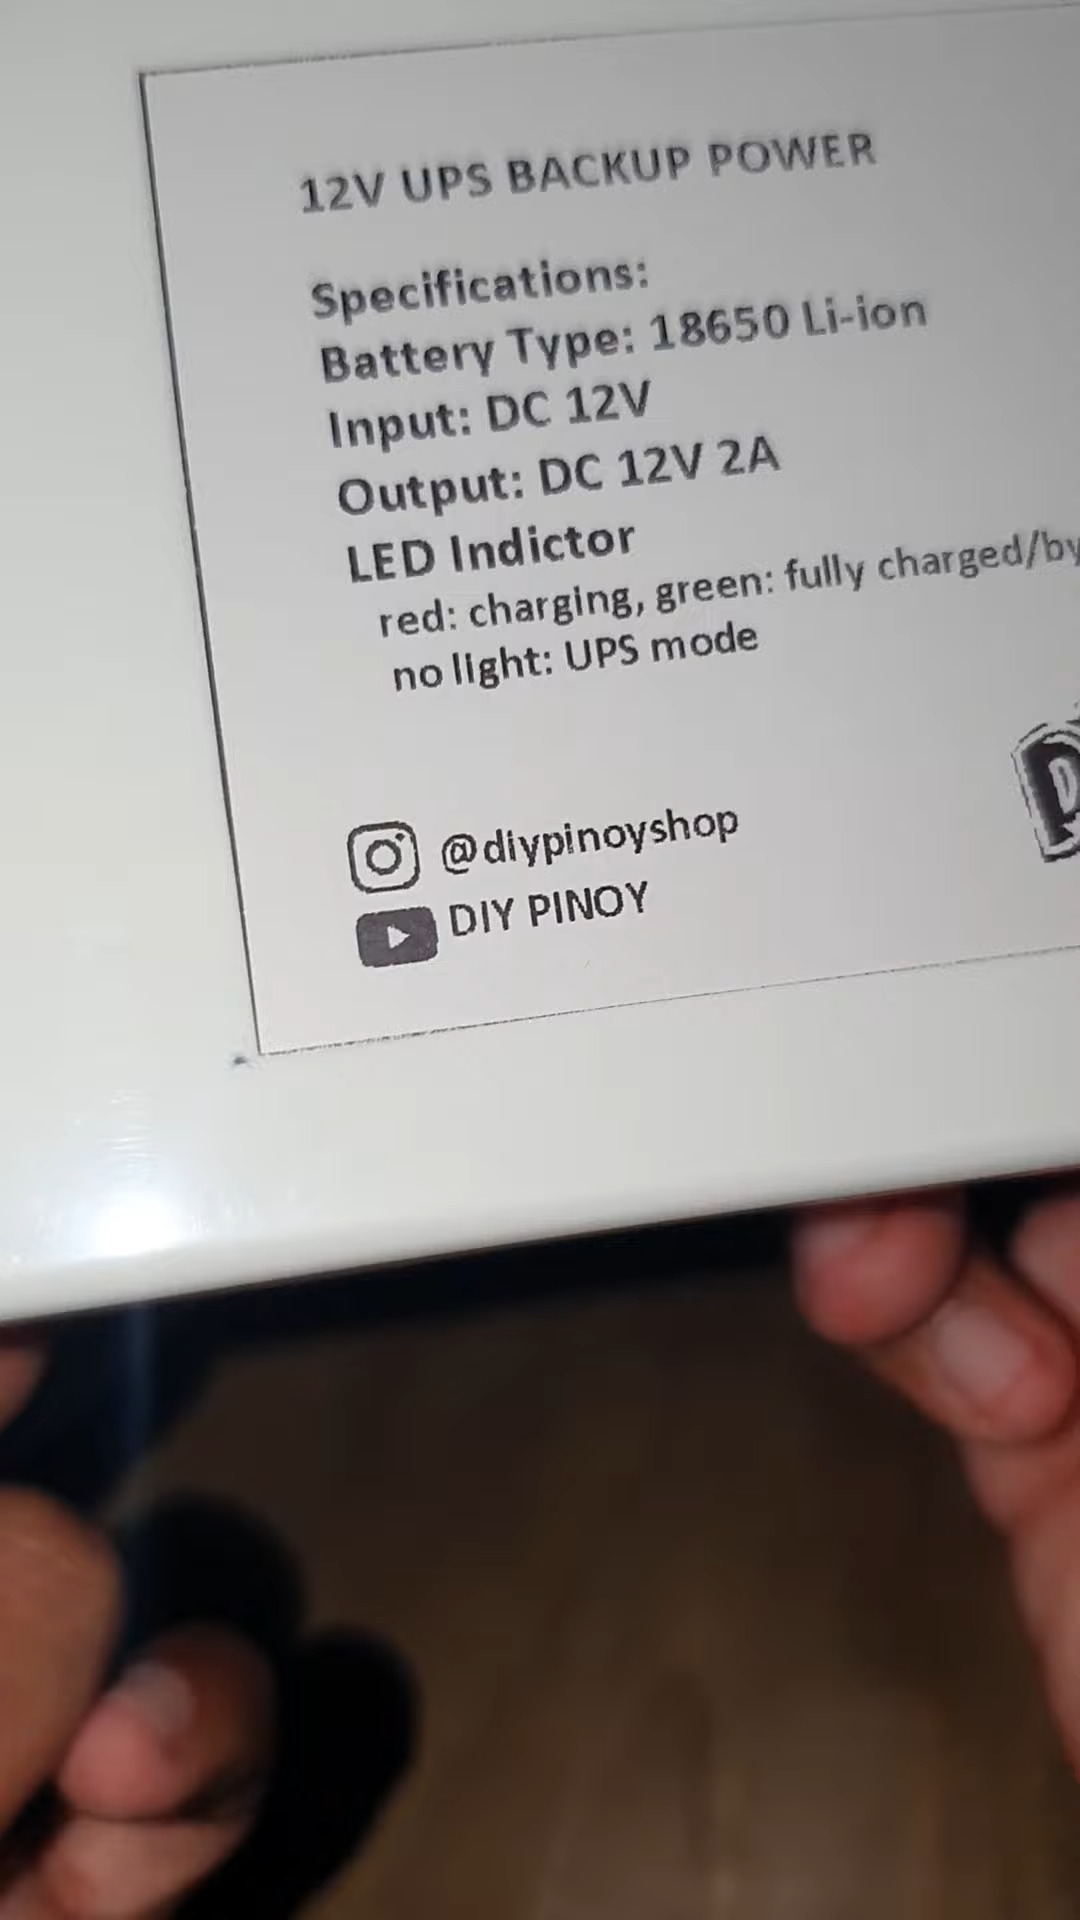 12V UPS BACKUP POWER
Specifications:
Battery Type: 18650 Li-ion
Input: DC 12V
Output: DC 12V 2A
LED Indictor
red: charging, green: fully charged/by
no light: UPS mode
@diypinoyshop
DIY PINOY